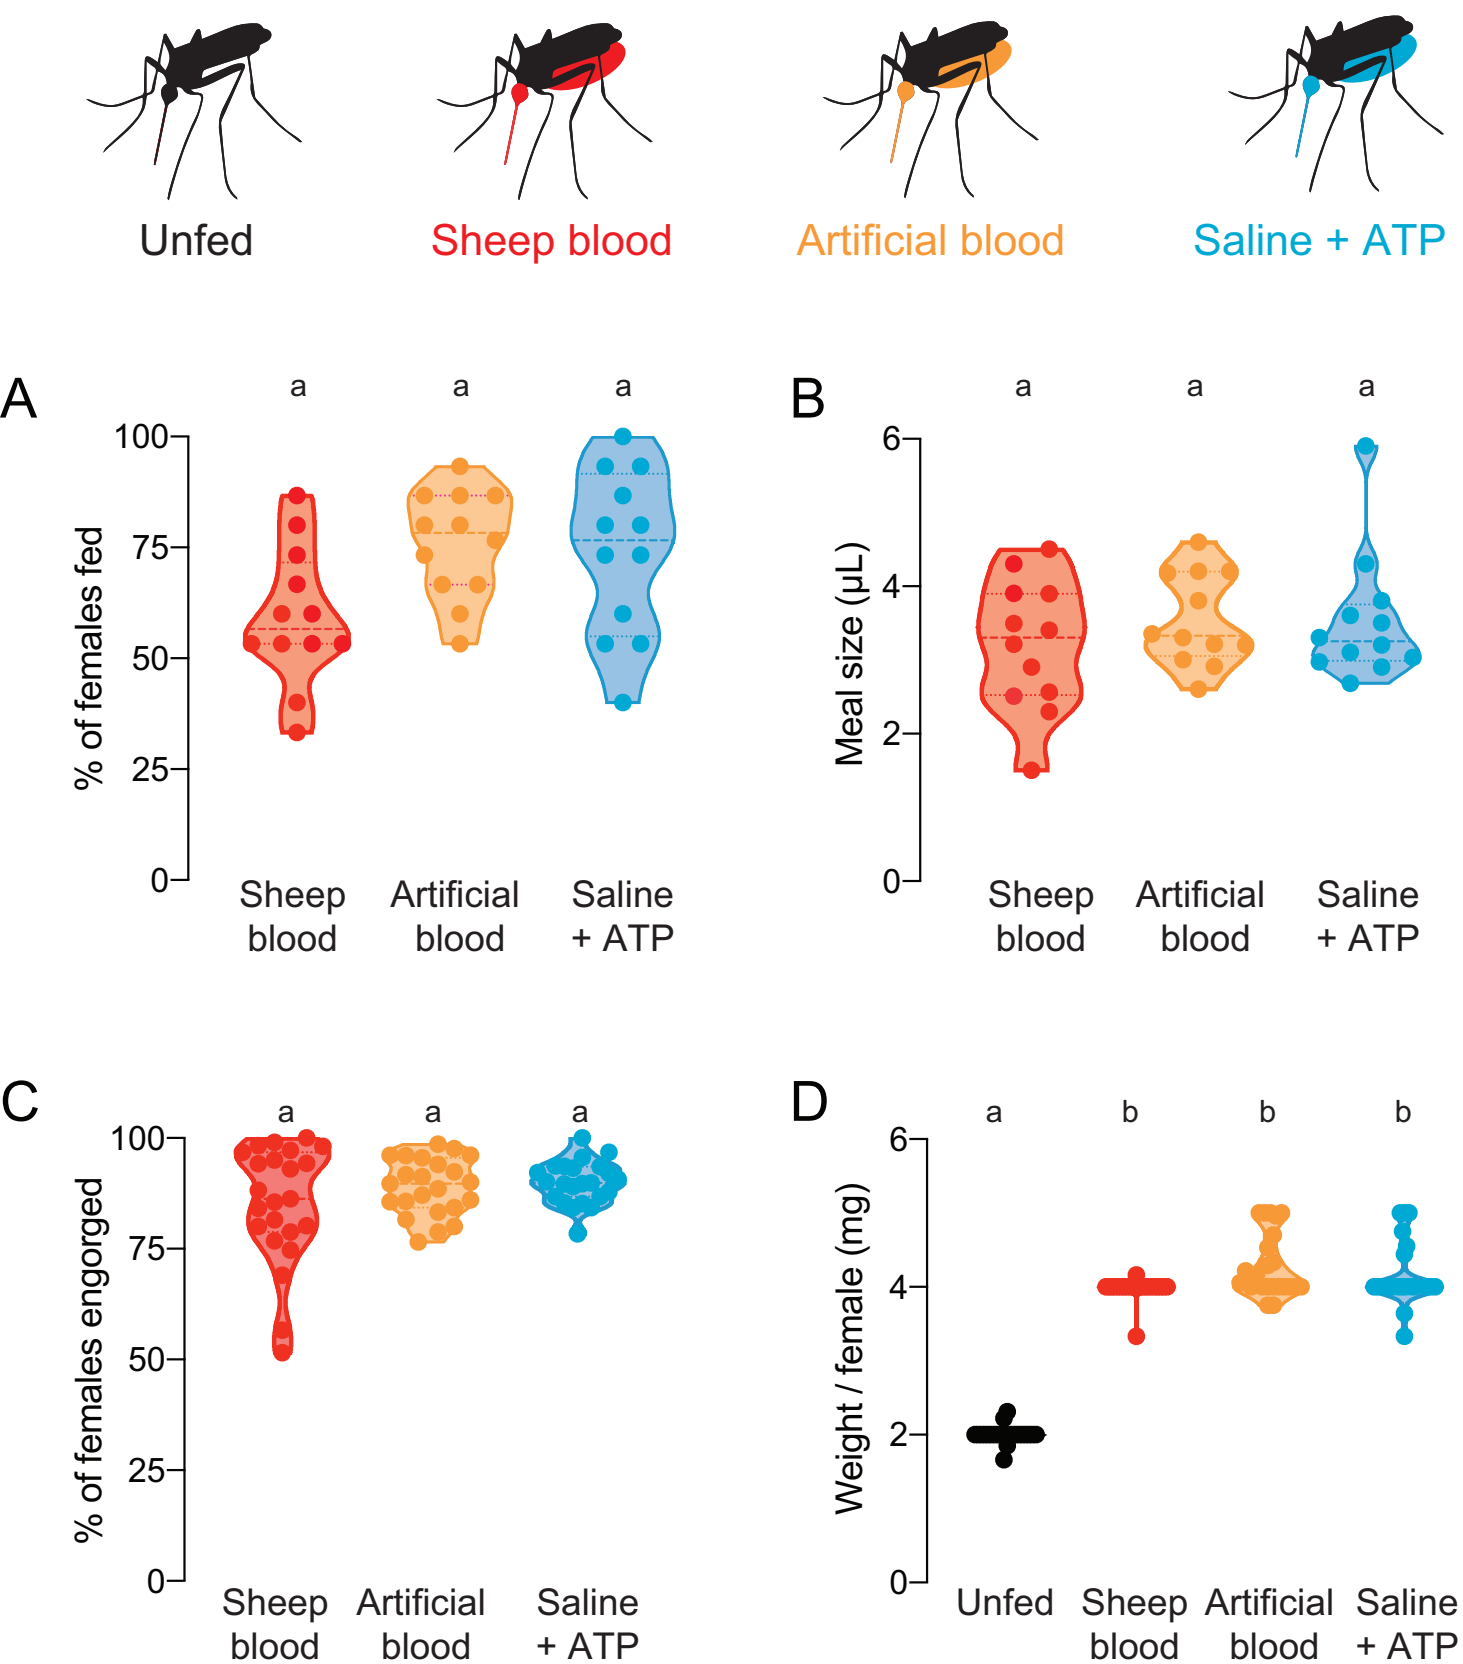 Unfed
Sheep blood
Artificial blood
Saline + ATP
A
a
a
a
100
75
50
25
0
% of females fed
Sheep
blood
Artificial
blood
Saline
+ ATP
B
a
a
a
6
4
2
0
Meal size (µL)
Sheep
blood
Artificial
blood
Saline
+ ATP
C
a
a
a
100
75
50
25
0
% of females engorged
Sheep
blood
Artificial
blood
Saline
+ ATP
D
a
b
b
b
6
4
2
0
Weight / female (mg)
Unfed
Sheep
blood
Artificial
blood
Saline
+ ATP